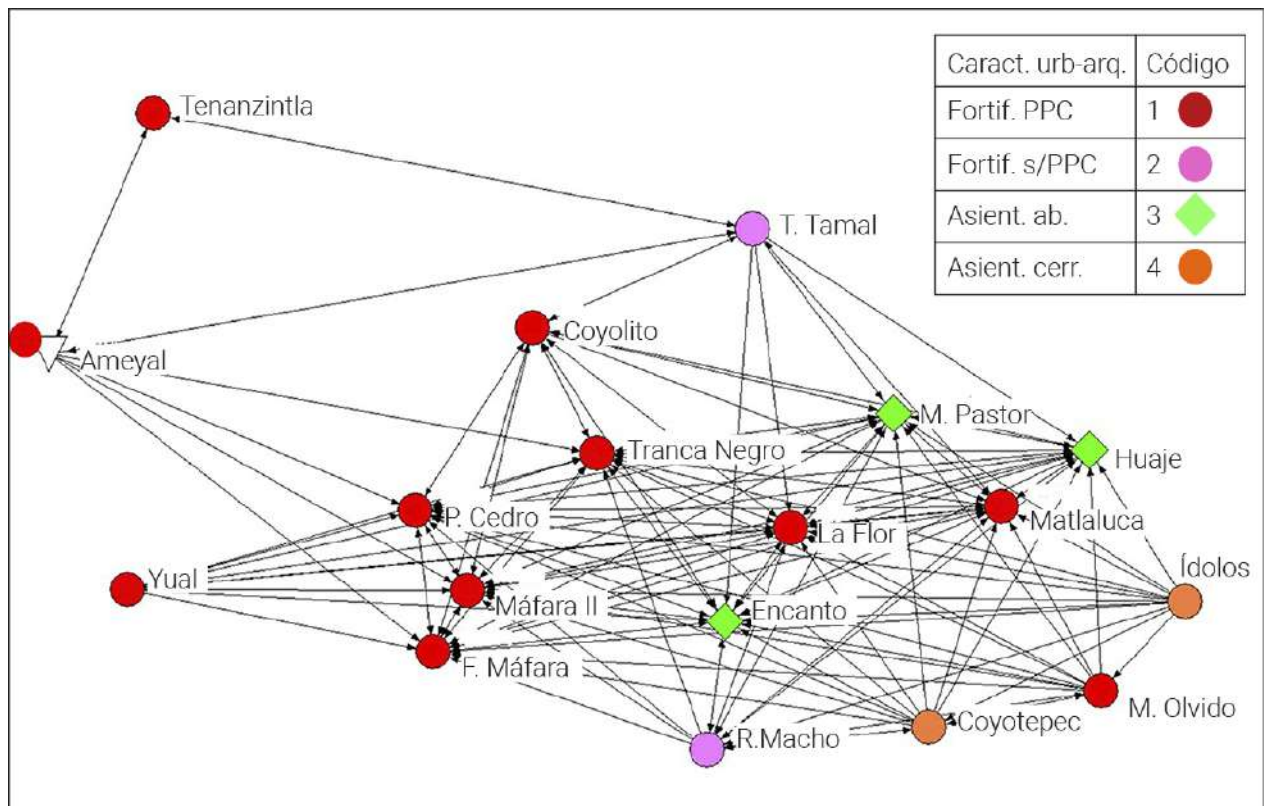 Caract. urb-arq. Código
Fortif. PPC 1
Fortif. s/PPC 2
Asient. ab. 3
Asient. cerr. 4
Tenanzintla
T. Tamal
Coyolito
Ameyal
M. Pastor
Tranca Negro
Huaje
P. Cedro
La Flor
Matlaluca
Yual
Ídolos
Máfara II
Encanto
F. Máfara
M. Olvido
Coyotepec
R.Macho